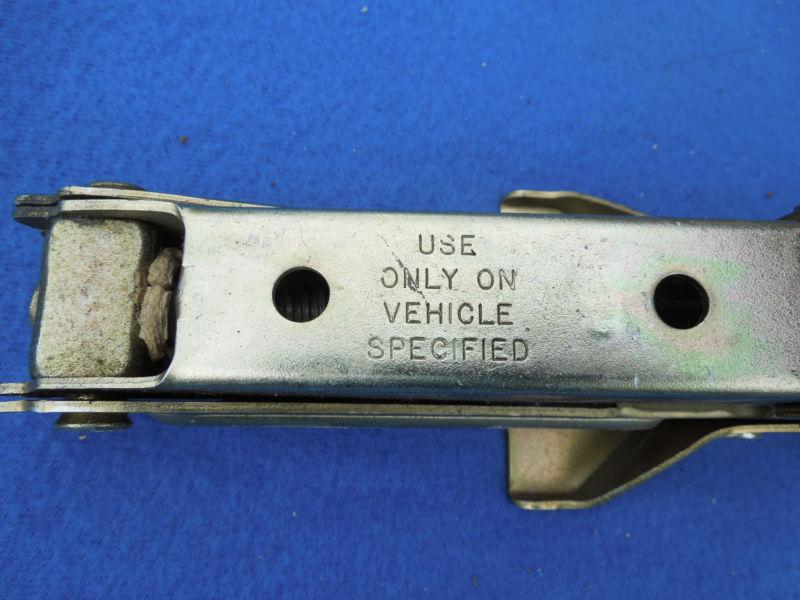 USE
ONLY ON
VEHICLE
SPECIFIED